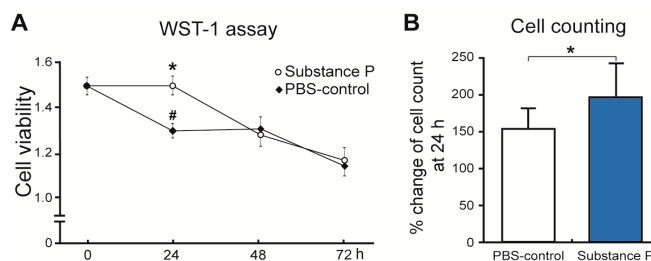 A
WST-1 assay
Cell viability
1.6
1.4
1.2
1.0
0
*
#
Substance P
PBS-control
0 24 48 72 h
B
Cell counting
% change of cell count
at 24 h
250
200
150
100
50
0
*
PBS-control Substance P